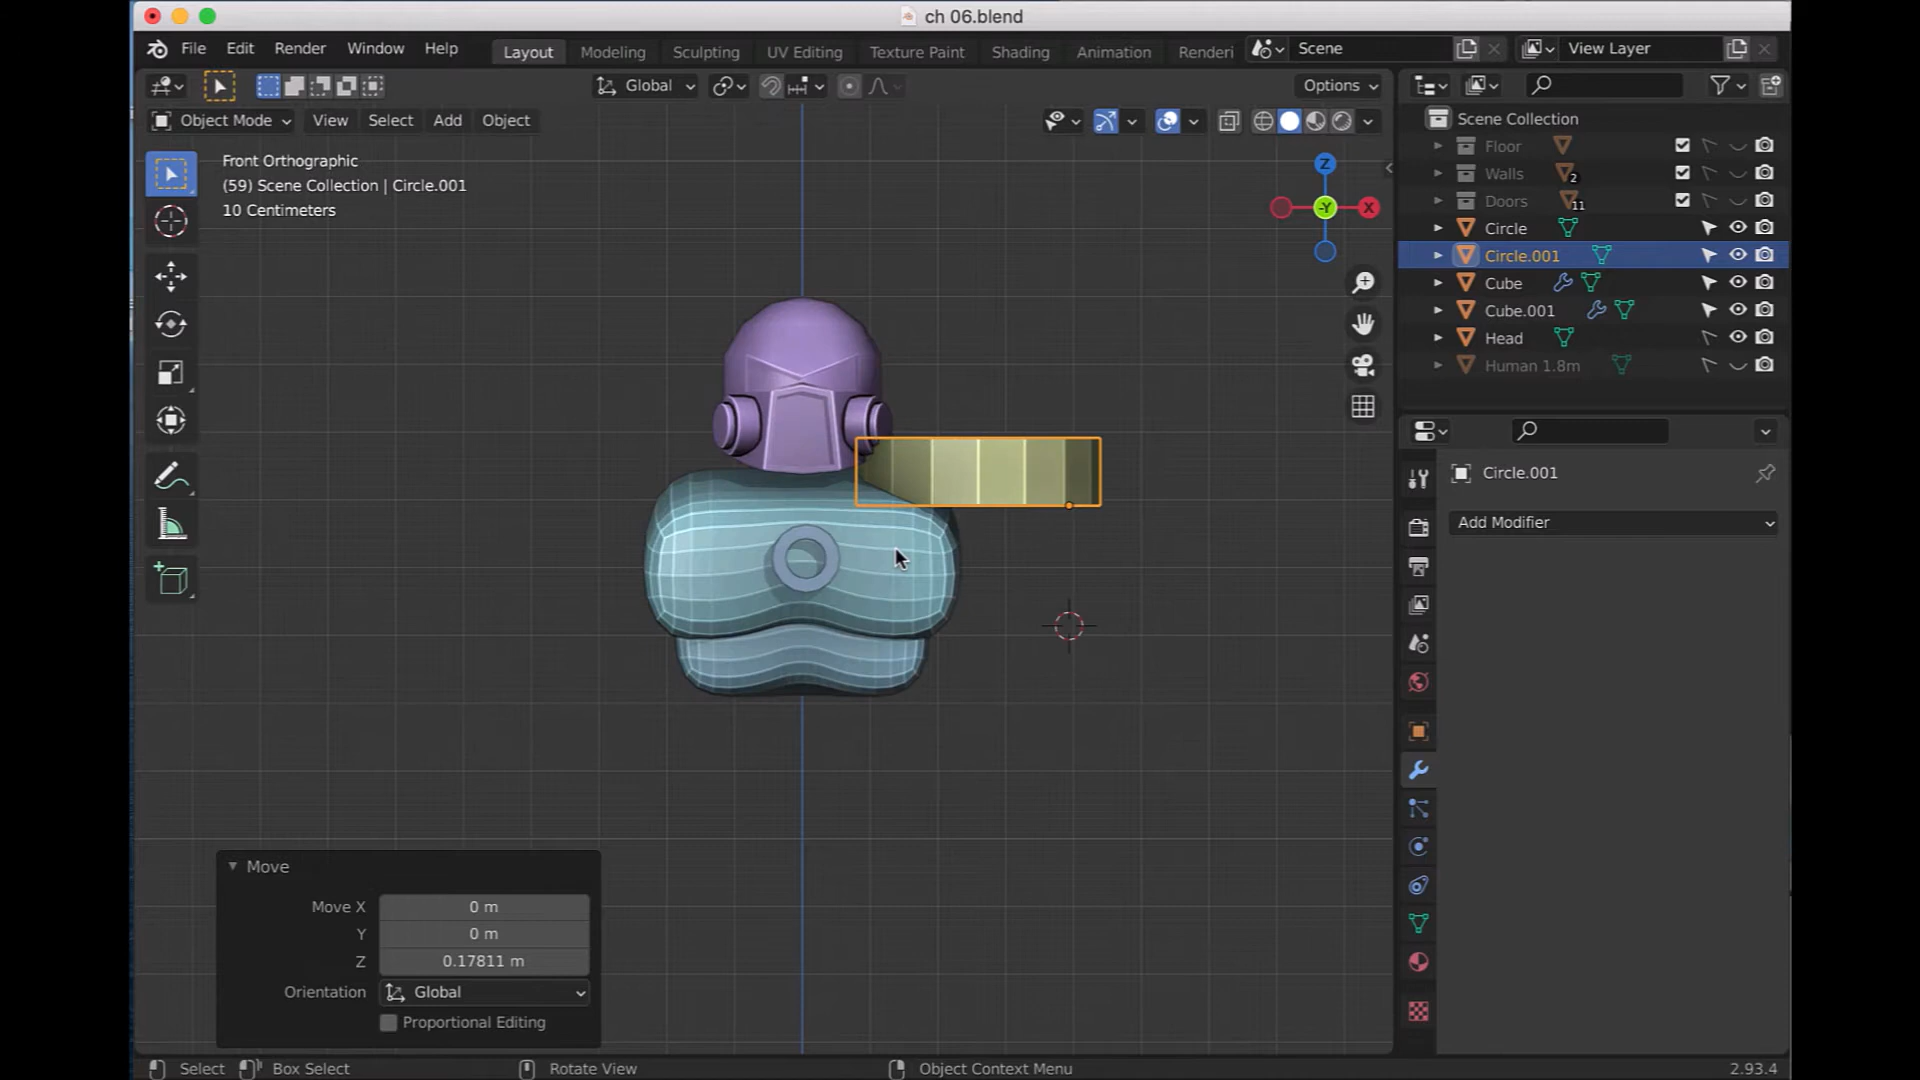 ch 06.blend
File Edit Render Window Help Layout Modeling Sculpting UV Editing Texture Paint Shading Animation Renderi Scene View Layer
Global Options
Object Mode View Select Add Object
Front Orthographic
(59) Scene Collection | Circle.001
10 Centimeters
Z
-Y
X
Scene Collection
Floor
Walls 2
Doors 11
Circle
Circle.001
Cube
Cube.001
Head
Human 1.8m
Circle.001
Add Modifier
Move
Move X 0 m
Y 0 m
Z 0.17811 m
Orientation Global
Proportional Editing
Select Box Select Rotate View Object Context Menu 2.93.4